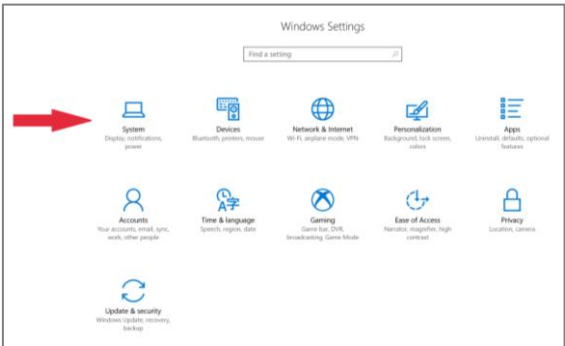 Windows Settings
Find a setting
System
Display, notifications,
power
Devices
Bluetooth, printers, mouse
Network & Internet
Wi-Fi, airplane mode, VPN
Personalization
Background, lock screen,
colors
Apps
Uninstall, defaults, optional
features
Accounts
Your accounts, email, sync,
work, other people
Time & language
Speech, region, date
Gaming
Game bar, DVR,
broadcasting, Game Mode
Ease of Access
Narrator, magnifier, high
contrast
Privacy
Location, camera
Update & security
Windows Update, recovery,
backup